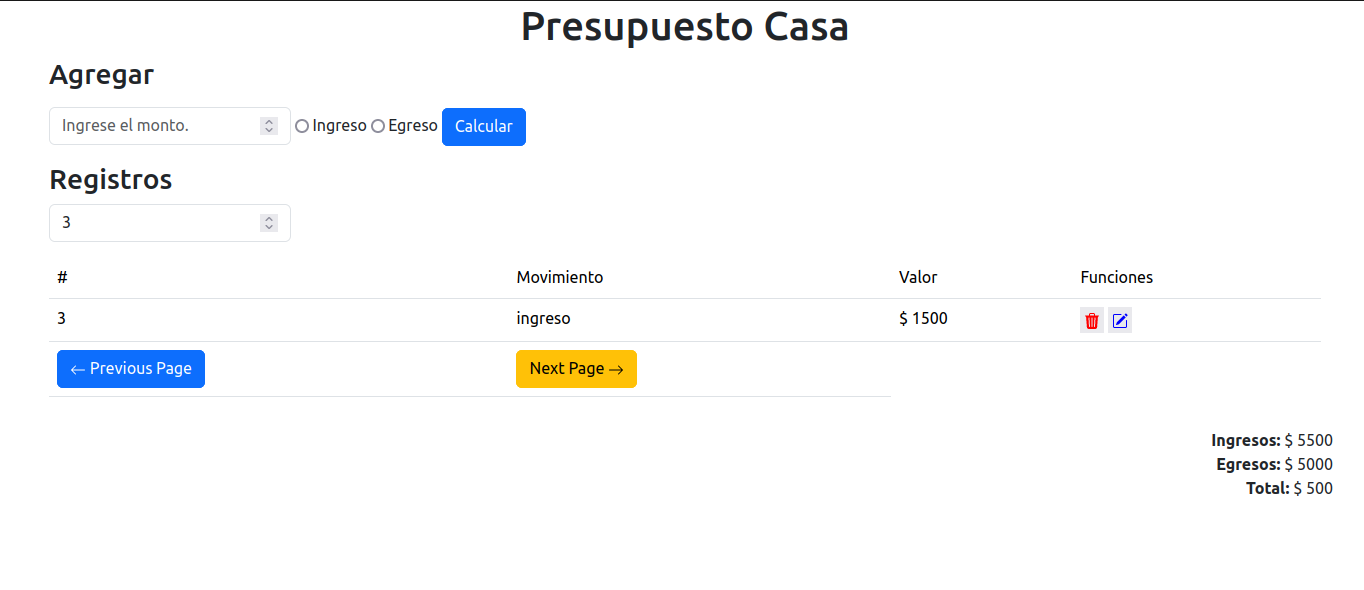 Presupuesto Casa
Agregar
Ingrese el monto. Ingreso Egreso Calcular
Registros
3
# Movimiento Valor Funciones
3 ingreso $ 1500
← Previous Page Next Page →
Ingresos: $ 5500
Egresos: $ 5000
Total: $ 500